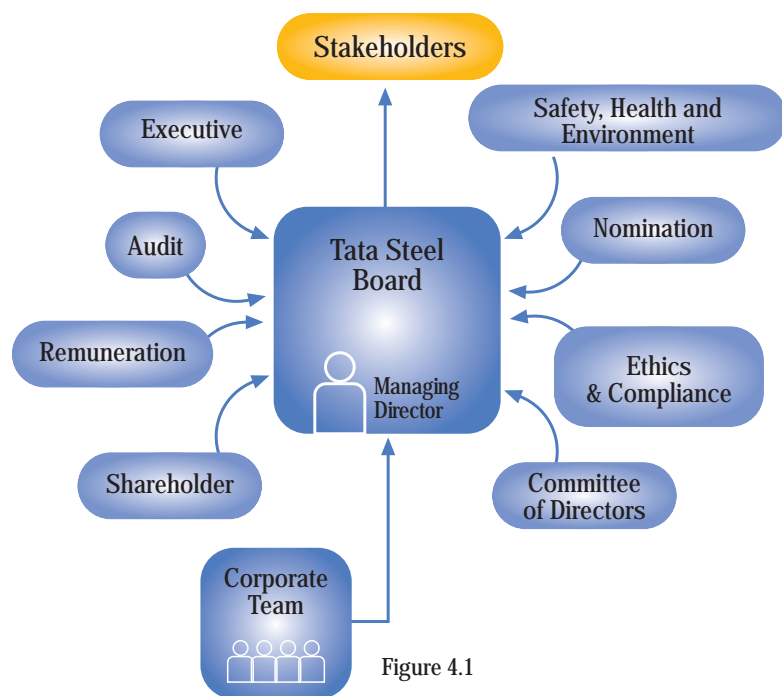 Stakeholders
Executive
Safety, Health and
Environment
Audit
Tata Steel
Board
Nomination
Remuneration
Managing
Director
Ethics
& Compliance
Shareholder
Committee
of Directors
Corporate
Team
Figure 4.1